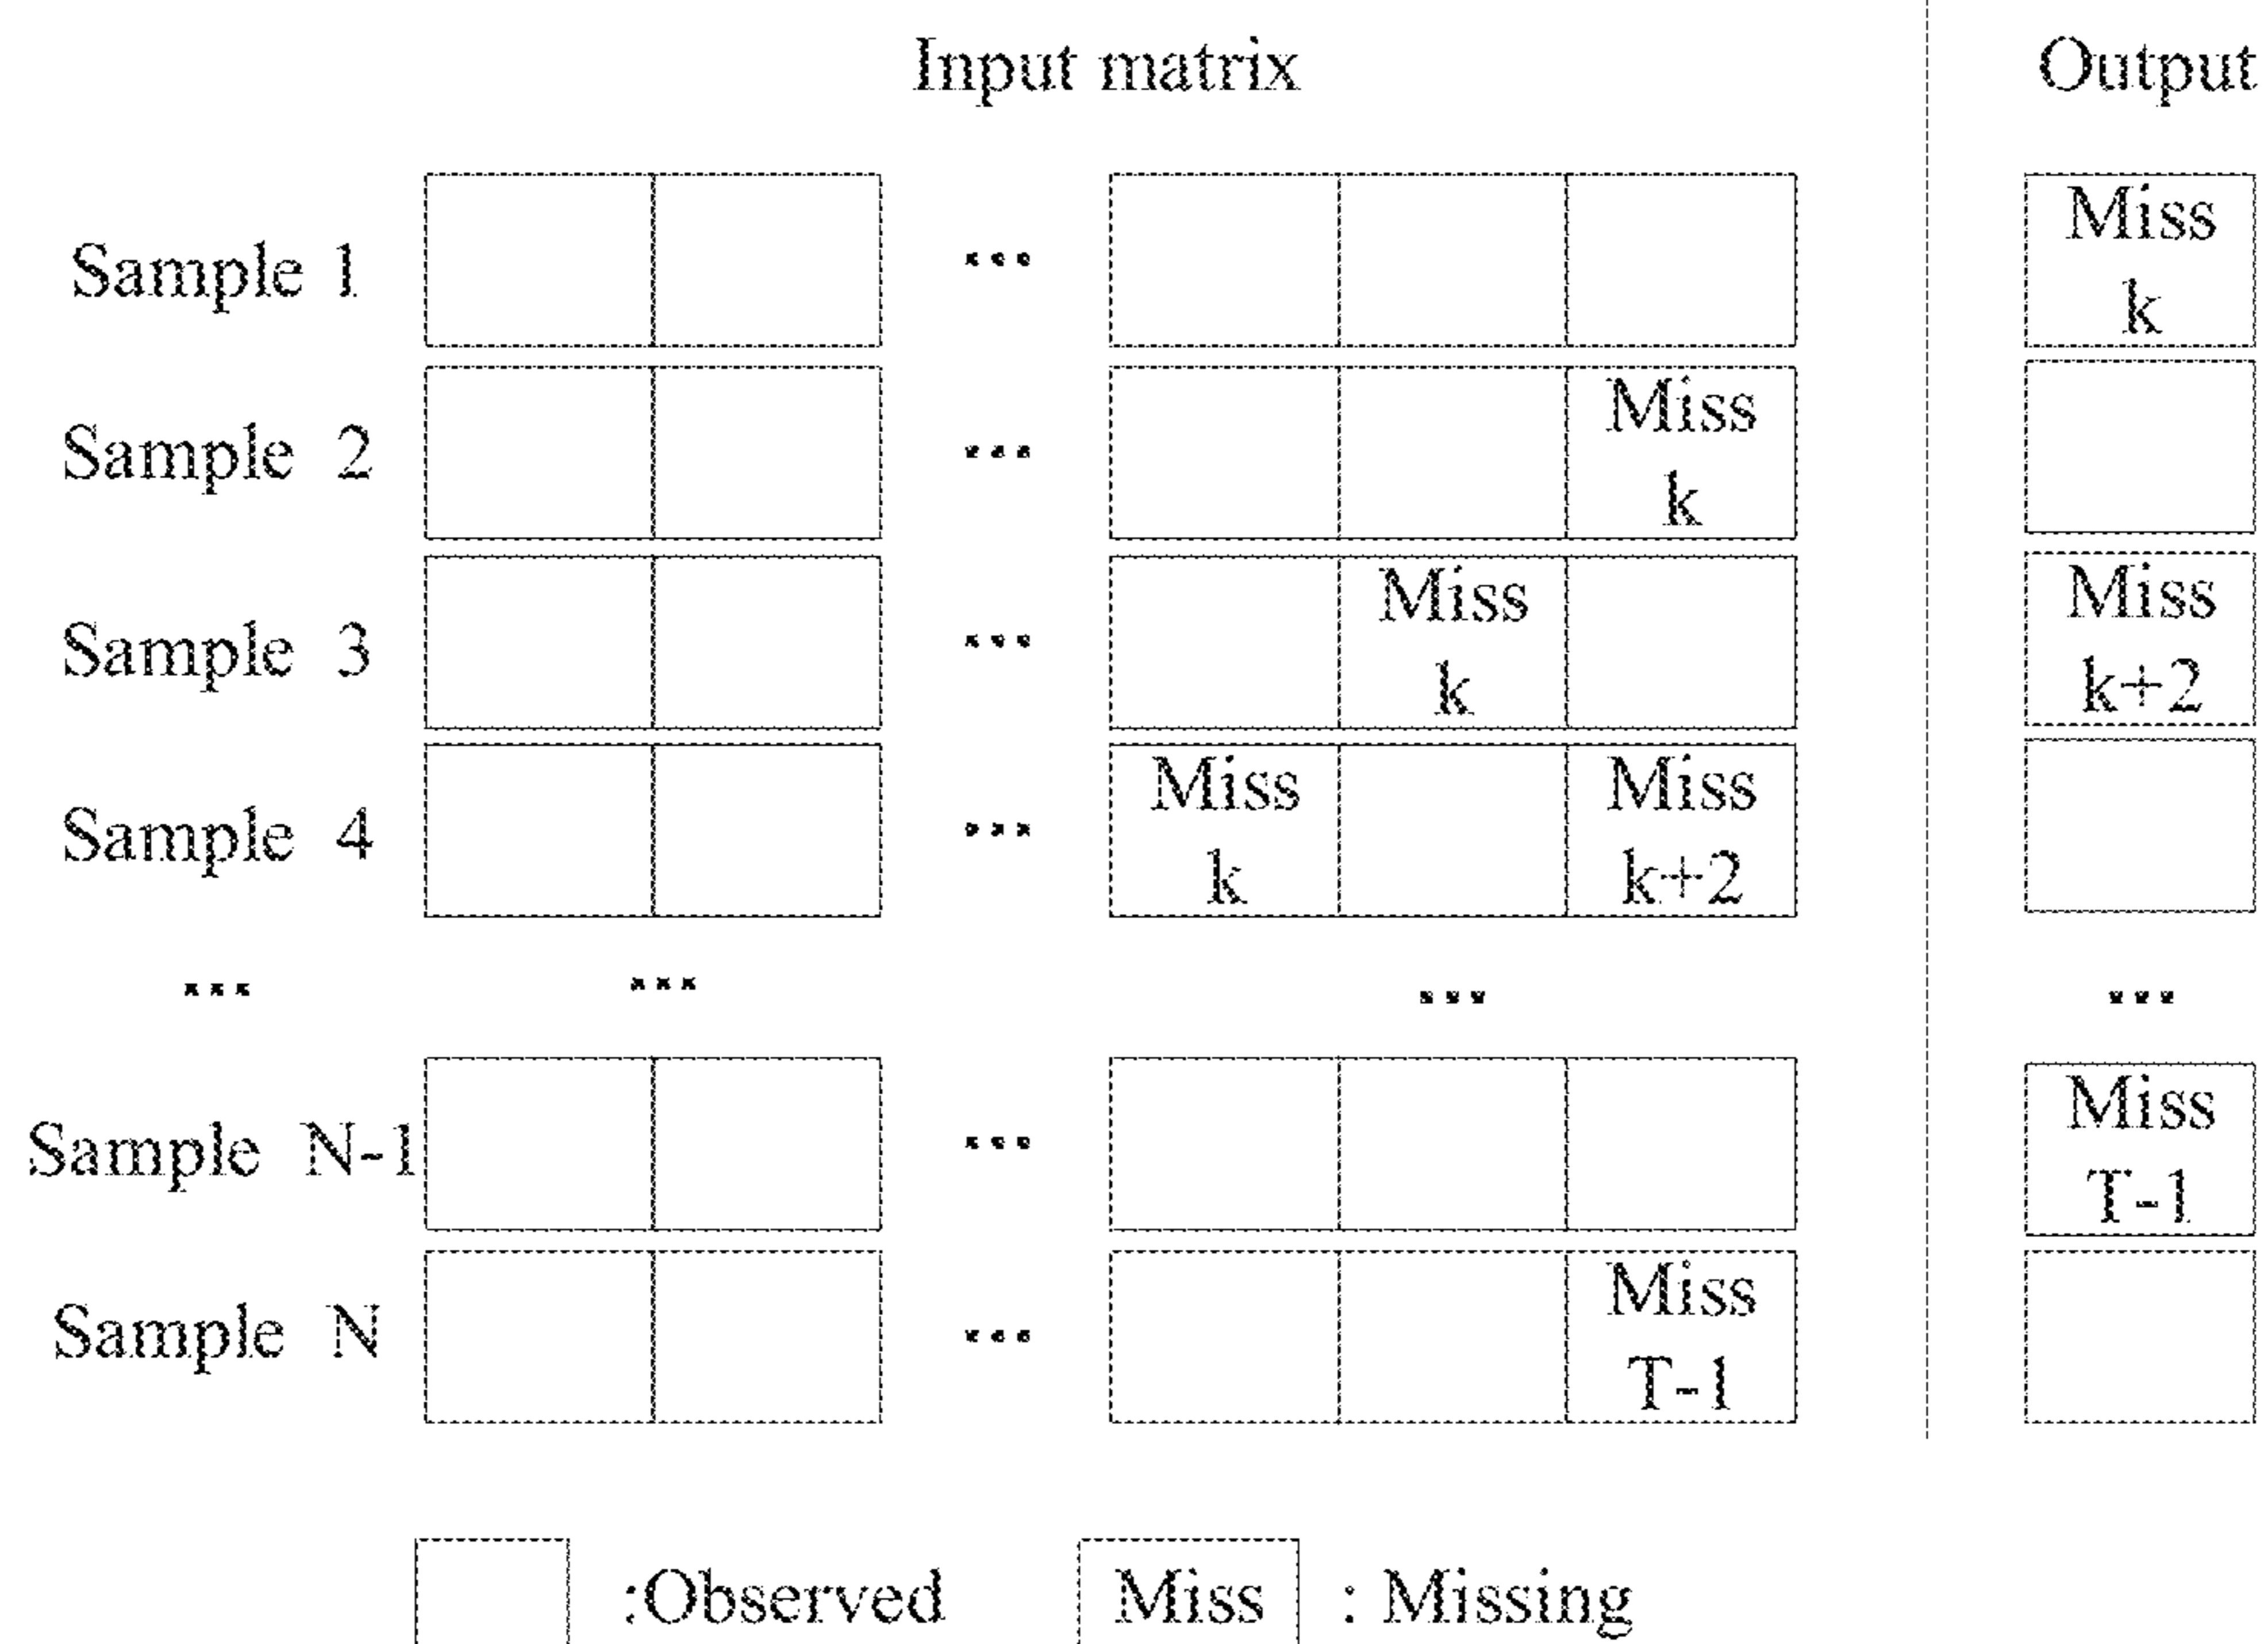 Input matrix
Output
Sample 1
...
Miss
k
Sample 2
...
Miss
k
Sample 3
...
Miss
k
Miss
k+2
Sample 4
Miss
k
...
Miss
k+2
...
...
...
...
Sample N-1
...
Miss
T-1
Sample N
...
Miss
T-1
:Observed
Miss
: Missing